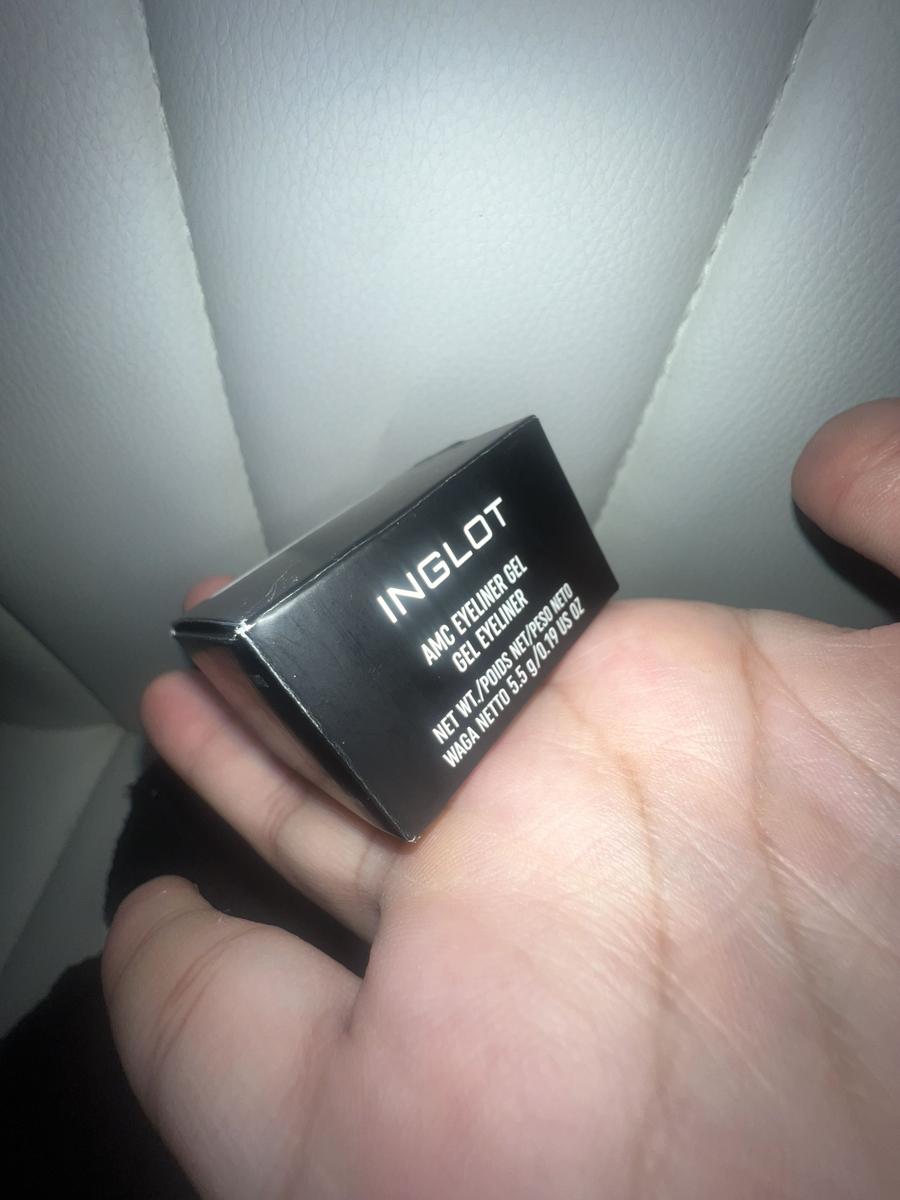 INGLOT
AMC EYELINER GEL
GEL EYELINER
NET WT./POIDS NET/PESO NETO
WAGA NETTO 5.5 g/0.19 US OZ